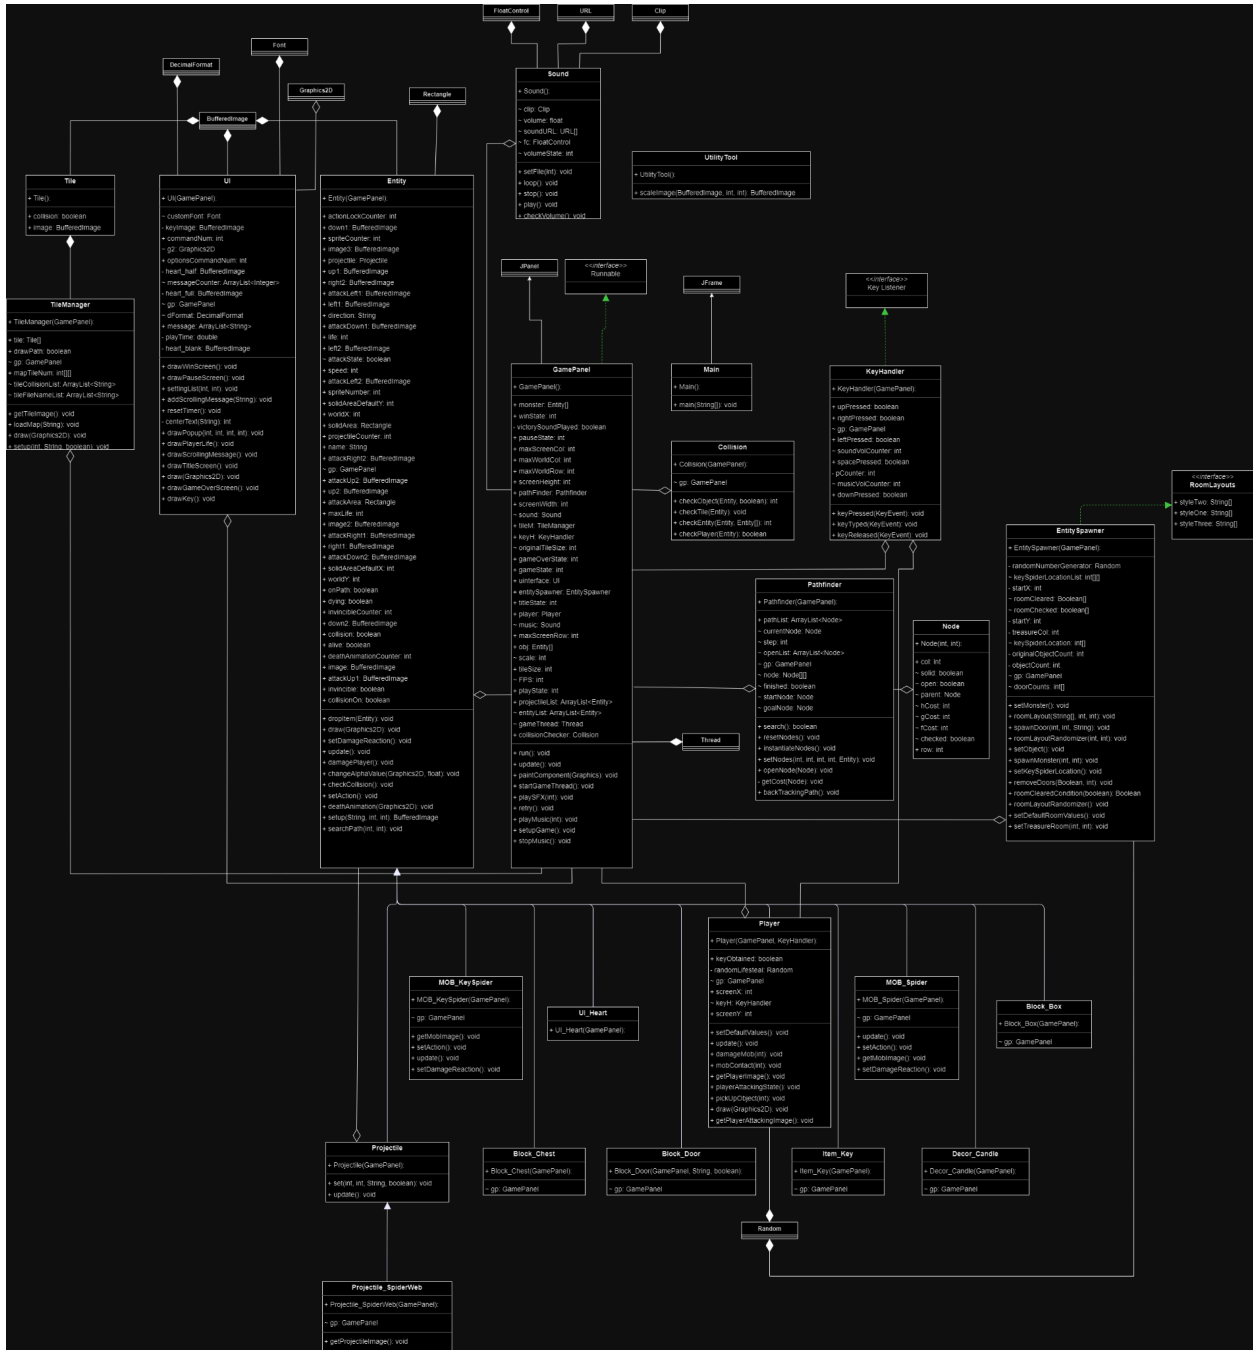 FloatControl
URL
Clip
Font
DecimalFormat
Graphics2D
Rectangle
BufferedImage
Sound
+ Sound():
~ clip: Clip
~ volume: float
~ soundURL: URL[]
~ fc: FloatControl
~ volumeState: int
+ setFile(int): void
+ loop(): void
+ stop(): void
+ play(): void
+ checkVolume(): void
UtilityTool
+ UtilityTool():
+ scaleImage(BufferedImage, int, int): BufferedImage
Tile
+ Tile():
+ collision: boolean
+ image: BufferedImage
UI
+ UI(GamePanel):
~ customFont: Font
- keyImage: BufferedImage
+ commandNum: int
~ g2: Graphics2D
+ optionsCommandNum: int
- heart_half: BufferedImage
~ messageCounter: ArrayList<Integer>
- heart_full: BufferedImage
~ gp: GamePanel
~ dFormat: DecimalFormat
+ message: ArrayList<String>
~ playTime: double
- heart_blank: BufferedImage
+ drawWinScreen(): void
+ drawPauseScreen(): void
+ settingList(int, int): void
+ addScrollingMessage(String): void
+ resetTimer(): void
- centerText(String): int
+ drawPopup(int, int, int, int): void
+ drawPlayerLife(): void
+ drawScrollingMessage(): void
+ drawTitleScreen(): void
+ draw(Graphics2D): void
+ drawGameOverScreen(): void
+ drawKey(): void
Entity
+ Entity(GamePanel):
+ actionLockCounter: int
+ down1: BufferedImage
+ spriteCounter: int
+ image3: BufferedImage
+ projectile: Projectile
+ up1: BufferedImage
+ right2: BufferedImage
+ attackLeft1: BufferedImage
+ left1: BufferedImage
+ direction: String
+ attackDown1: BufferedImage
+ life: int
+ left2: BufferedImage
~ attackState: boolean
+ speed: int
+ attackLeft2: BufferedImage
+ spriteNumber: int
+ solidAreaDefaultY: int
+ worldX: int
+ solidArea: Rectangle
+ projectileCounter: int
+ name: String
+ attackRight2: BufferedImage
~ gp: GamePanel
+ attackUp2: BufferedImage
+ up2: BufferedImage
+ attackArea: Rectangle
+ maxLife: int
+ image2: BufferedImage
+ attackRight1: BufferedImage
+ right1: BufferedImage
+ attackDown2: BufferedImage
+ solidAreaDefaultX: int
+ worldY: int
+ onPath: boolean
+ dying: boolean
+ invincibleCounter: int
+ down2: BufferedImage
+ collision: boolean
+ alive: boolean
+ deathAnimationCounter: int
+ image: BufferedImage
+ attackUp1: BufferedImage
+ invincible: boolean
+ collisionOn: boolean
+ dropItem(Entity): void
+ draw(Graphics2D): void
+ setDamageReaction(): void
+ update(): void
+ damagePlayer(): void
+ changeAlphaValue(Graphics2D, float): void
+ checkCollision(): void
+ setAction(): void
+ deathAnimation(Graphics2D): void
+ setup(String, int, int): BufferedImage
+ searchPath(int, int): void
TileManager
+ TileManager(GamePanel):
+ tile: Tile[]
+ drawPath: boolean
~ gp: GamePanel
+ mapTileNum: int[][]
~ tileCollisionList: ArrayList<String>
~ tileFileNameList: ArrayList<String>
+ getTileImage(): void
+ loadMap(String): void
+ draw(Graphics2D): void
+ setup(int, String, boolean): void
JPanel
<<interface>>
Runnable
JFrame
<<interface>>
Key Listener
GamePanel
+ GamePanel():
+ monster: Entity[]
+ winState: int
- victorySoundPlayed: boolean
+ pauseState: int
+ maxScreenCol: int
+ maxWorldCol: int
+ maxWorldRow: int
+ screenHeight: int
+ pathFinder: Pathfinder
+ screenWidth: int
~ sound: Sound
+ tileM: TileManager
+ keyH: KeyHandler
~ originalTileSize: int
+ gameOverState: int
+ gameState: int
+ uInterface: UI
+ entitySpawner: EntitySpawner
+ titleState: int
+ player: Player
~ music: Sound
+ maxScreenRow: int
+ obj: Entity[]
~ scale: int
+ tileSize: int
~ FPS: int
+ playState: int
+ projectileList: ArrayList<Entity>
~ entityList: ArrayList<Entity>
~ gameThread: Thread
+ collisionChecker: Collision
+ run(): void
+ update(): void
+ paintComponent(Graphics): void
+ startGameThread(): void
+ playSFX(int): void
+ retry(): void
+ playMusic(int): void
+ setupGame(): void
+ stopMusic(): void
Main
+ Main():
+ main(String[]): void
Collision
+ Collision(GamePanel):
~ gp: GamePanel
+ checkObject(Entity, boolean): int
+ checkTile(Entity): void
+ checkEntity(Entity, Entity[]): int
+ checkPlayer(Entity): boolean
KeyHandler
+ KeyHandler(GamePanel):
+ upPressed: boolean
+ rightPressed: boolean
~ gp: GamePanel
+ leftPressed: boolean
~ soundVolCounter: int
+ spacePressed: boolean
- pCounter: int
~ musicVolCounter: int
+ downPressed: boolean
+ keyPressed(KeyEvent): void
+ keyTyped(KeyEvent): void
+ keyReleased(KeyEvent): void
<<interface>>
RoomLayouts
+ styleTwo: String[]
+ styleOne: String[]
+ styleThree: String[]
EntitySpawner
+ EntitySpawner(GamePanel):
- randomNumberGenerator: Random
~ keySpiderLocationList: int[][]
- startX: int
~ roomCleared: Boolean[]
~ roomChecked: boolean[]
- startY: int
- treasureCol: int
~ keySpiderLocation: int[]
- originalObjectCount: int
- objectCount: int
~ gp: GamePanel
~ doorCounts: int[]
+ setMonster(): void
+ roomLayout(String[], int, int): void
+ spawnDoor(int, int, String): void
+ roomLayoutRandomizer(int, int): void
+ setObject(): void
+ spawnMonster(int, int): void
+ setKeySpiderLocation(): void
+ removeDoors(Boolean, int): void
+ roomClearedCondition(boolean): Boolean
+ roomLayoutRandomizer(): void
+ setDefaultRoomValues(): void
+ setTreasureRoom(int, int): void
Pathfinder
+ Pathfinder(GamePanel):
+ pathList: ArrayList<Node>
~ currentNode: Node
~ step: int
~ openList: ArrayList<Node>
~ gp: GamePanel
~ node: Node[][]
~ finished: boolean
~ startNode: Node
~ goalNode: Node
+ search(): boolean
+ resetNodes(): void
+ instantiateNodes(): void
+ setNodes(int, int, int, int, Entity): void
+ openNode(Node): void
- getCost(Node): void
+ backTrackingPath(): void
Node
+ Node(int, int):
+ col: int
~ solid: boolean
~ open: boolean
~ parent: Node
~ hCost: int
~ gCost: int
~ fCost: int
~ checked: boolean
+ row: int
Thread
Player
+ Player(GamePanel, KeyHandler):
+ keyObtained: boolean
- randomLifesteal: Random
~ gp: GamePanel
+ screenX: int
~ keyH: KeyHandler
+ screenY: int
+ setDefaultValues(): void
+ update(): void
+ damageMob(int): void
+ mobContact(int): void
+ getPlayerImage(): void
+ playerAttackingState(): void
+ pickUpObject(int): void
+ draw(Graphics2D): void
+ getPlayerAttackingImage(): void
MOB_KeySpider
+ MOB_KeySpider(GamePanel):
~ gp: GamePanel
+ getMobImage(): void
+ setAction(): void
+ update(): void
+ setDamageReaction(): void
UI_Heart
+ UI_Heart(GamePanel):
MOB_Spider
+ MOB_Spider(GamePanel):
~ gp: GamePanel
+ update(): void
+ setAction(): void
+ getMobImage(): void
+ setDamageReaction(): void
Block_Box
+ Block_Box(GamePanel):
~ gp: GamePanel
Projectile
+ Projectile(GamePanel):
+ set(int, int, String, boolean): void
+ update(): void
Block_Chest
+ Block_Chest(GamePanel):
~ gp: GamePanel
Block_Door
+ Block_Door(GamePanel, String, boolean):
~ gp: GamePanel
Item_Key
+ Item_Key(GamePanel):
~ gp: GamePanel
Decor_Candle
+ Decor_Candle(GamePanel):
~ gp: GamePanel
Random
Projectile_SpiderWeb
+ Projectile_SpiderWeb(GamePanel):
~ gp: GamePanel
+ getProjectileImage(): void